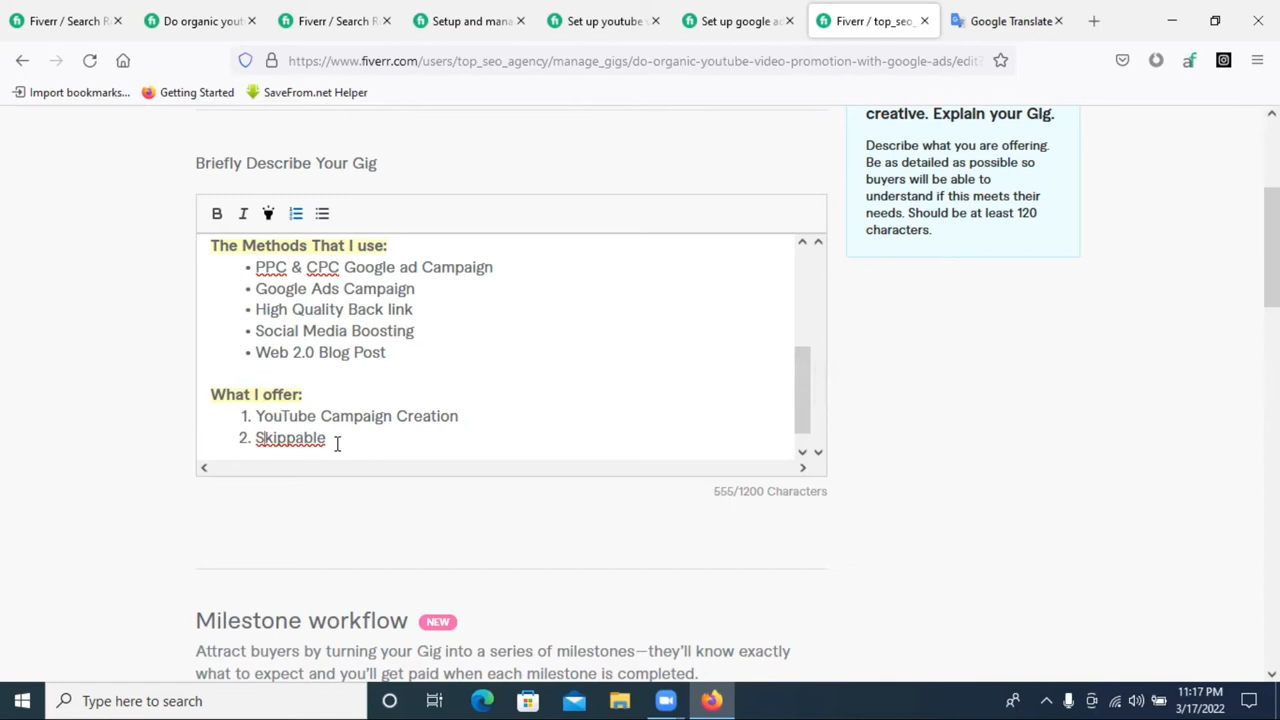 Fiverr / Search R
Do organic yout
Fiverr / Search R
Setup and mana
Set up youtube v
Set up google ad
Fiverr / top_seo_
Google Translate
https://www.fiverr.com/users/top_seo_agency/manage_gigs/do-organic-youtube-video-promotion-with-google-ads/edit?
Import bookmarks...
Getting Started
SaveFrom.net Helper
creative. Explain your Gig.
Describe what you are offering.
Be as detailed as possible so
buyers will be able to
understand if this meets their
needs. Should be at least 120
characters.
Briefly Describe Your Gig
B I
The Methods That I use:
• PPC & CPC Google ad Campaign
• Google Ads Campaign
• High Quality Back link
• Social Media Boosting
• Web 2.0 Blog Post
What I offer:
1. YouTube Campaign Creation
2. Skippable
555/1200 Characters
Milestone workflow NEW
Attract buyers by turning your Gig into a series of milestones—they'll know exactly
what to expect and you'll get paid when each milestone is completed.
Type here to search
11:17 PM
3/17/2022